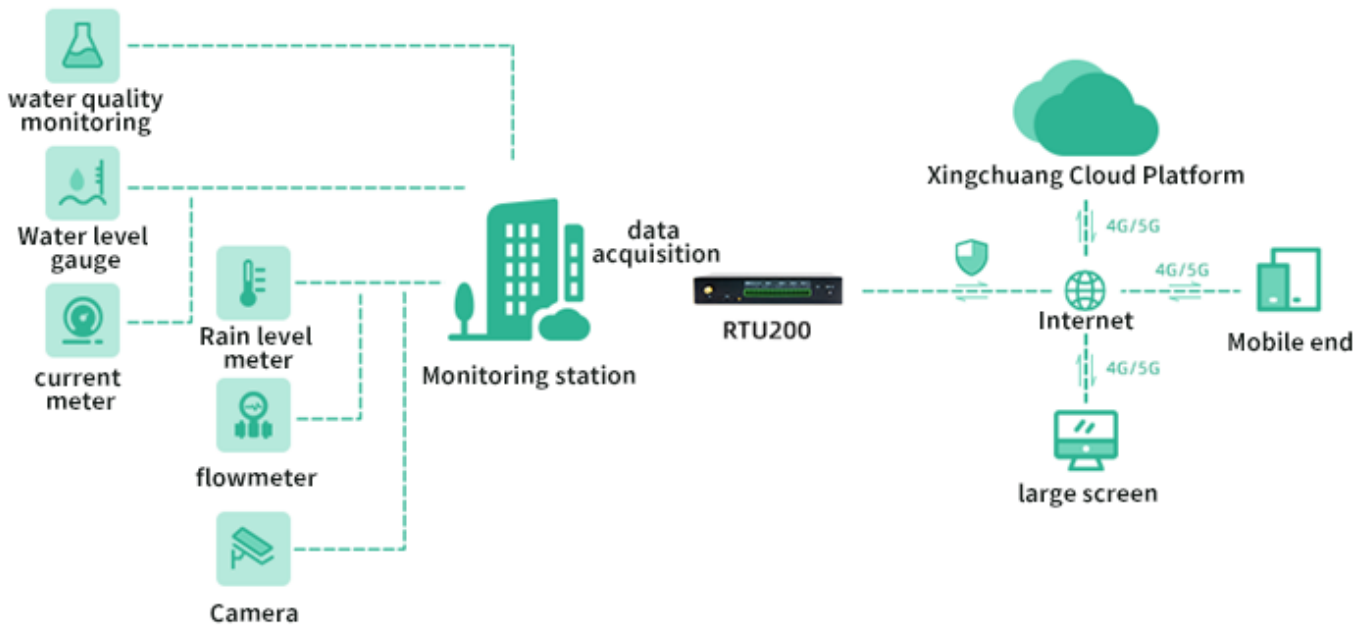 water quality
monitoring
Water level
gauge
current
meter
Rain level
meter
flowmeter
Camera
Monitoring station
data
acquisition
RTU200
Xingchuang Cloud Platform
4G/5G
Internet
4G/5G
Mobile end
4G/5G
large screen